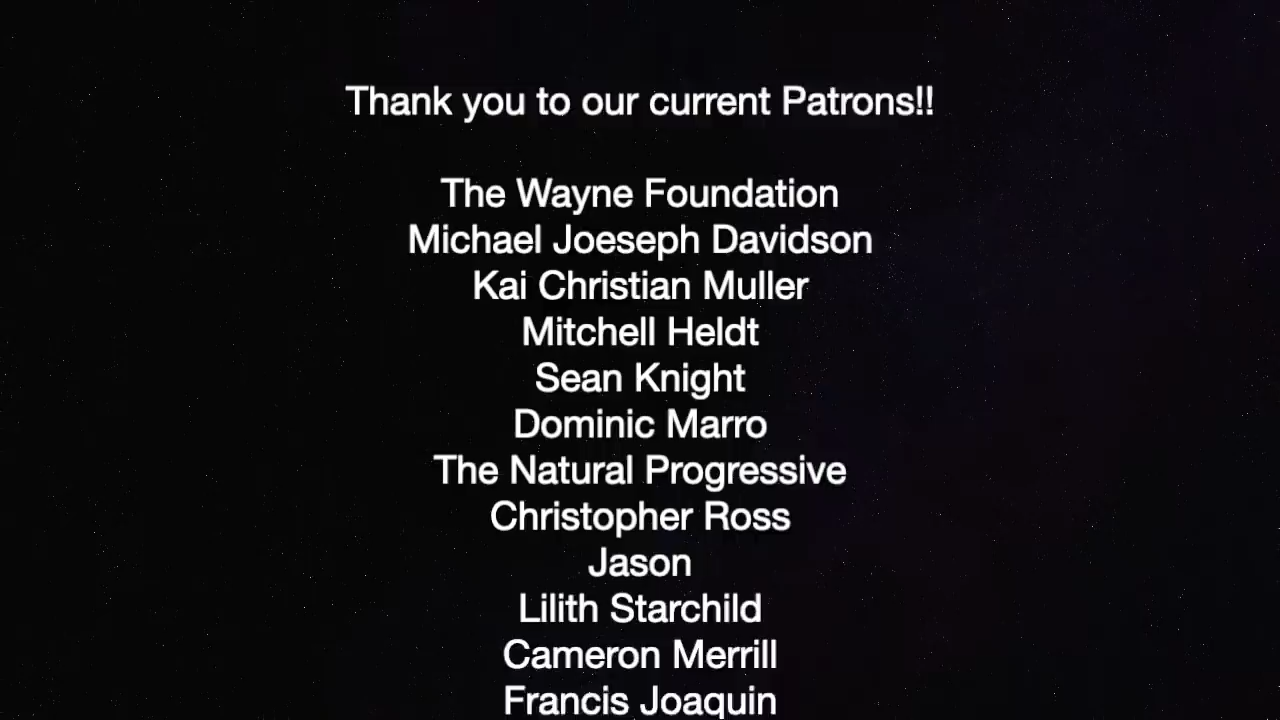 Thank you to our current Patrons!!
The Wayne Foundation
Michael Joeseph Davidson
Kai Christian Muller
Mitchell Heldt
Sean Knight
Dominic Marro
The Natural Progressive
Christopher Ross
Jason
Lilith Starchild
Cameron Merrill
Francis Joaquin